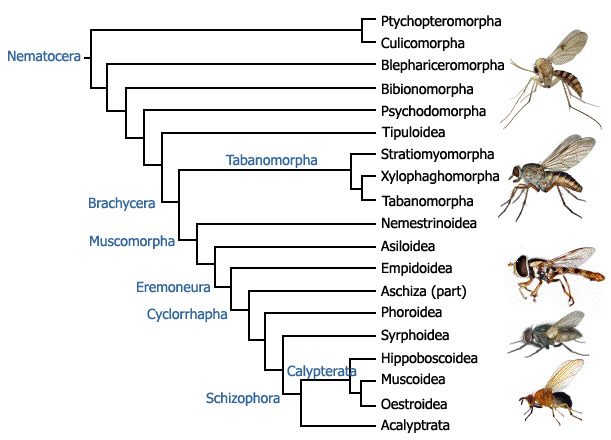 Ptychopteromorpha
Culicomorpha
Nematocera
Blephariceromorpha
Bibionomorpha
Psychodomorpha
Tipuloidea
Stratiomyomorpha
Tabanomorpha
Xylophaghomorpha
Tabanomorpha
Brachycera
Nemestrinoidea
Muscomorpha
Asiloidea
Empidoidea
Eremoneura
Aschiza (part)
Cyclorrhapha
Phoroidea
Syrphoidea
Hippoboscoidea
Calypterata
Muscoidea
Schizophora
Oestroidea
Acalyptrata